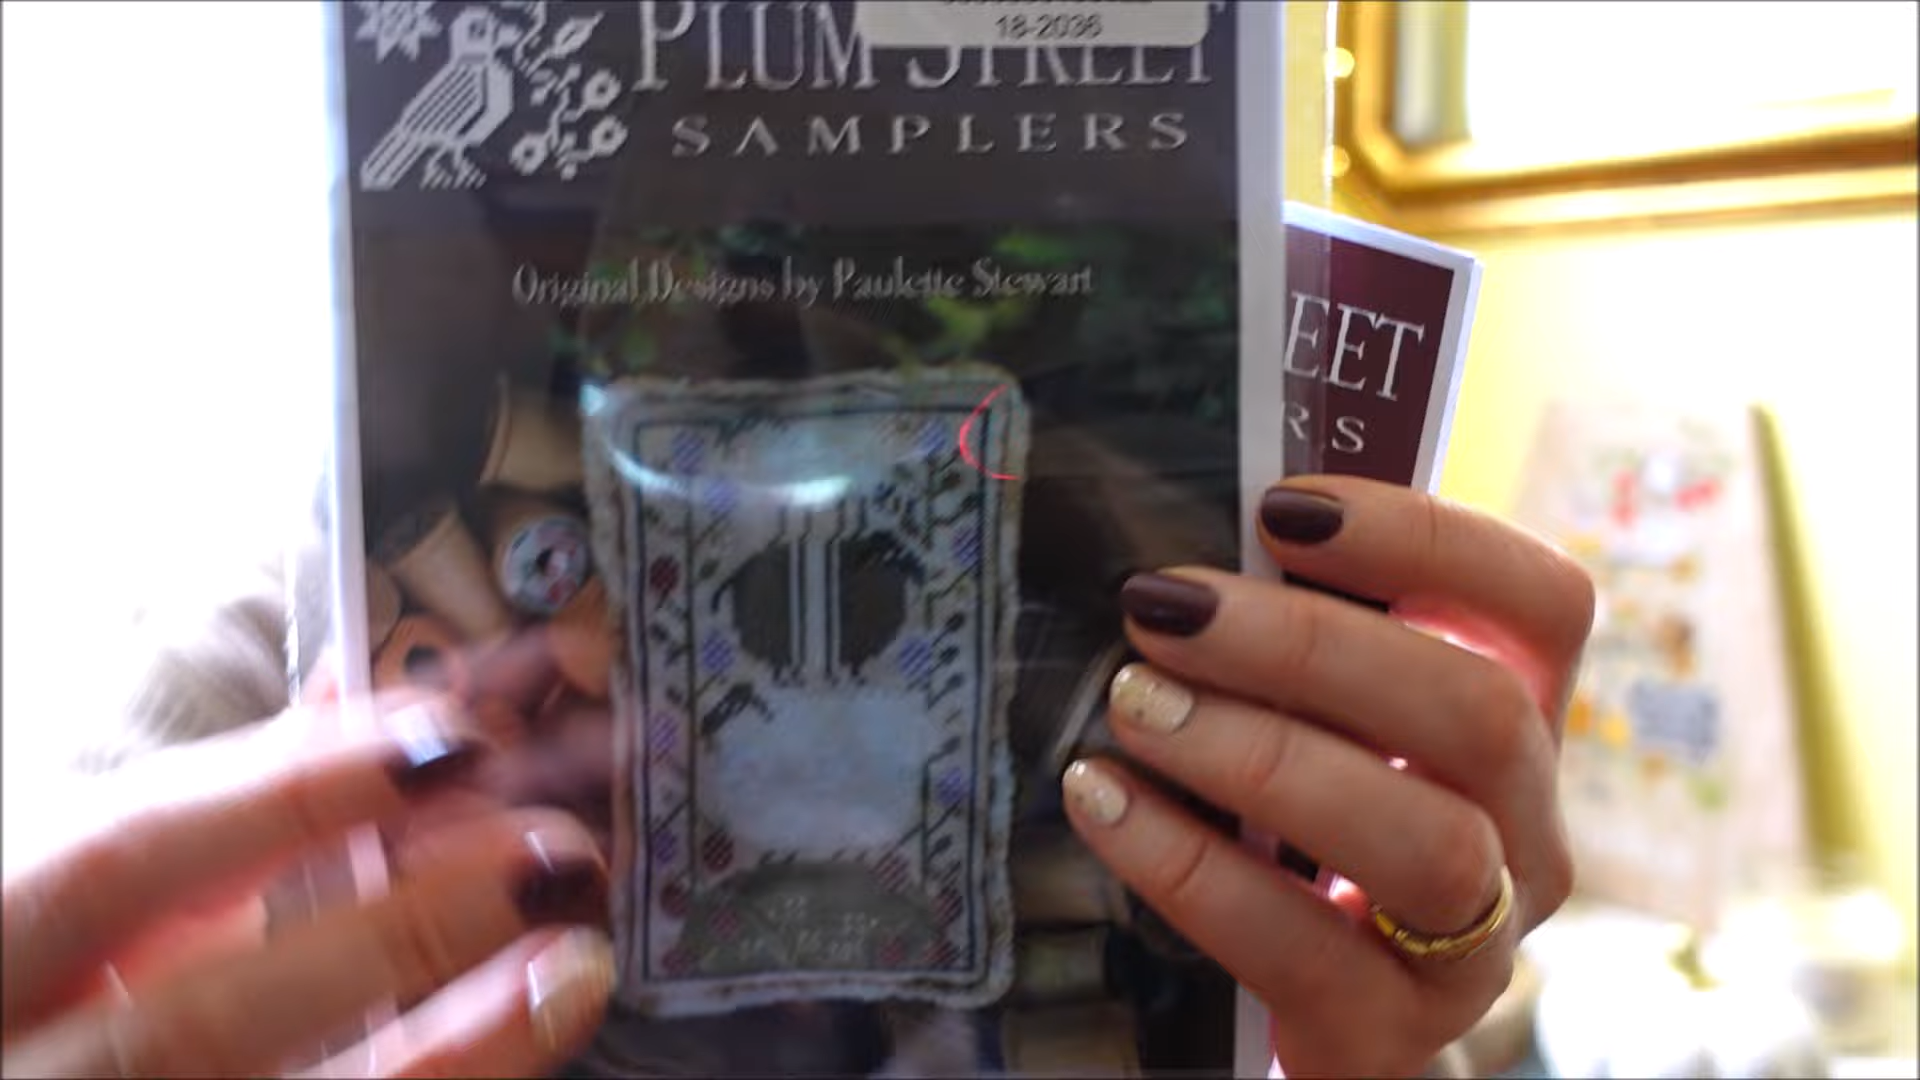 18-2036
PLUM STREET
SAMPLERS
Original Designs by Paulette Stewart
EET
RS